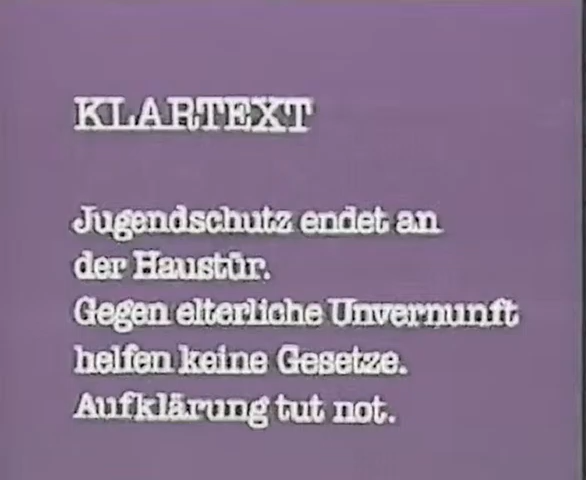 KLARTEXT
Jugendschutz endet an
der Haustür.
Gegen elterliche Unvernunft
helfen keine Gesetze.
Aufklärung tut not.